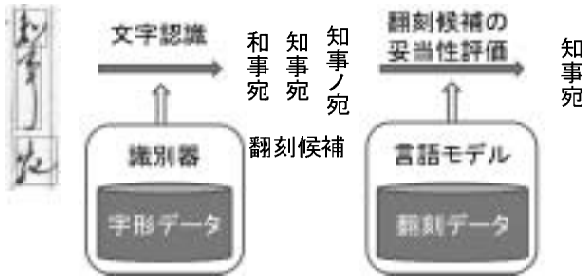 文字認識
和事宛
知事宛
知事ノ宛
翻刻候補
識別器
字形データ
翻刻候補の
妥当性評価
知事宛
言語モデル
翻刻データ